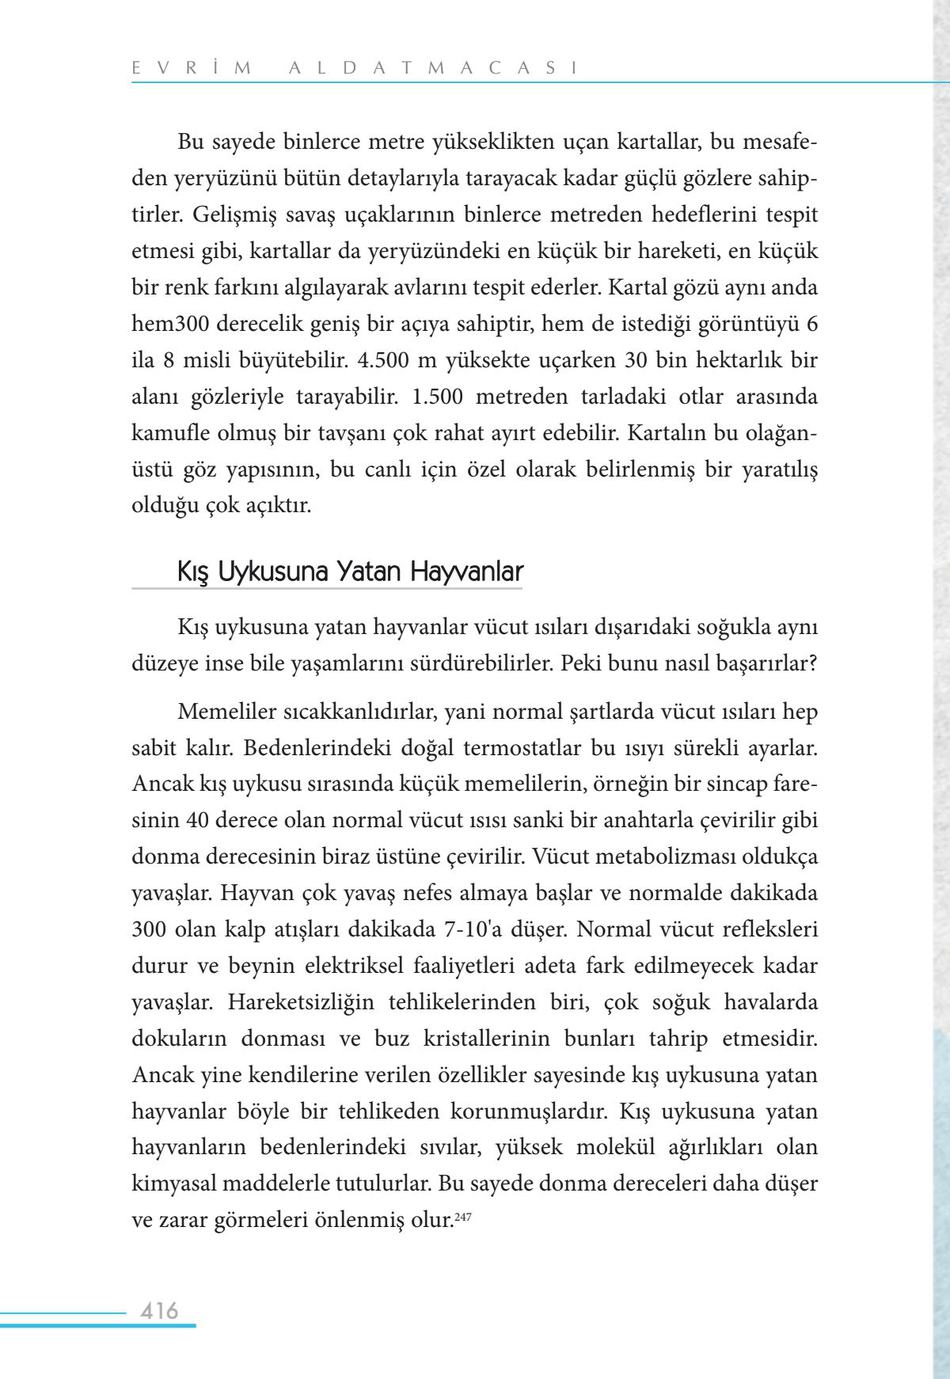 EVRİM ALDATMACASI
Bu sayede binlerce metre yükseklikten uçan kartallar, bu mesafe-
den yeryüzünü bütün detaylarıyla tarayacak kadar güçlü gözlere sahip-
tirler. Gelişmiş savaş uçaklarının binlerce metreden hedeflerini tespit
etmesi gibi, kartallar da yeryüzündeki en küçük bir hareketi, en küçük
bir renk farkını algılayarak avlarını tespit ederler. Kartal gözü aynı anda
hem300 derecelik geniş bir açıya sahiptir, hem de istediği görüntüyü 6
ila 8 misli büyütebilir. 4.500 m yüksekte uçarken 30 bin hektarlık bir
alanı gözleriyle tarayabilir. 1.500 metreden tarladaki otlar arasında
kamufle olmuş bir tavşanı çok rahat ayırt edebilir. Kartalın bu olağan-
üstü göz yapısının, bu canlı için özel olarak belirlenmiş bir yaratılış
olduğu çok açıktır.
Kış Uykusuna Yatan Hayvanlar
Kış uykusuna yatan hayvanlar vücut ısıları dışarıdaki soğukla aynı
düzeye inse bile yaşamlarını sürdürebilirler. Peki bunu nasıl başarırlar?
Memeliler sıcakkanlıdırlar, yani normal şartlarda vücut ısıları hep
sabit kalır. Bedenlerindeki doğal termostatlar bu ısıyı sürekli ayarlar.
Ancak kış uykusu sırasında küçük memelilerin, örneğin bir sincap fare-
sinin 40 derece olan normal vücut ısısı sanki bir anahtarla çevirilir gibi
donma derecesinin biraz üstüne çevirilir. Vücut metabolizması oldukça
yavaşlar. Hayvan çok yavaş nefes almaya başlar ve normalde dakikada
300 olan kalp atışları dakikada 7-10'a düşer. Normal vücut refleksleri
durur ve beynin elektriksel faaliyetleri adeta fark edilmeyecek kadar
yavaşlar. Hareketsizliğin tehlikelerinden biri, çok soğuk havalarda
dokuların donması ve buz kristallerinin bunları tahrip etmesidir.
Ancak yine kendilerine verilen özellikler sayesinde kış uykusuna yatan
hayvanlar böyle bir tehlikeden korunmuşlardır. Kış uykusuna yatan
hayvanların bedenlerindeki sıvılar, yüksek molekül ağırlıkları olan
kimyasal maddelerle tutulurlar. Bu sayede donma dereceleri daha düşer
ve zarar görmeleri önlenmiş olur.247
416